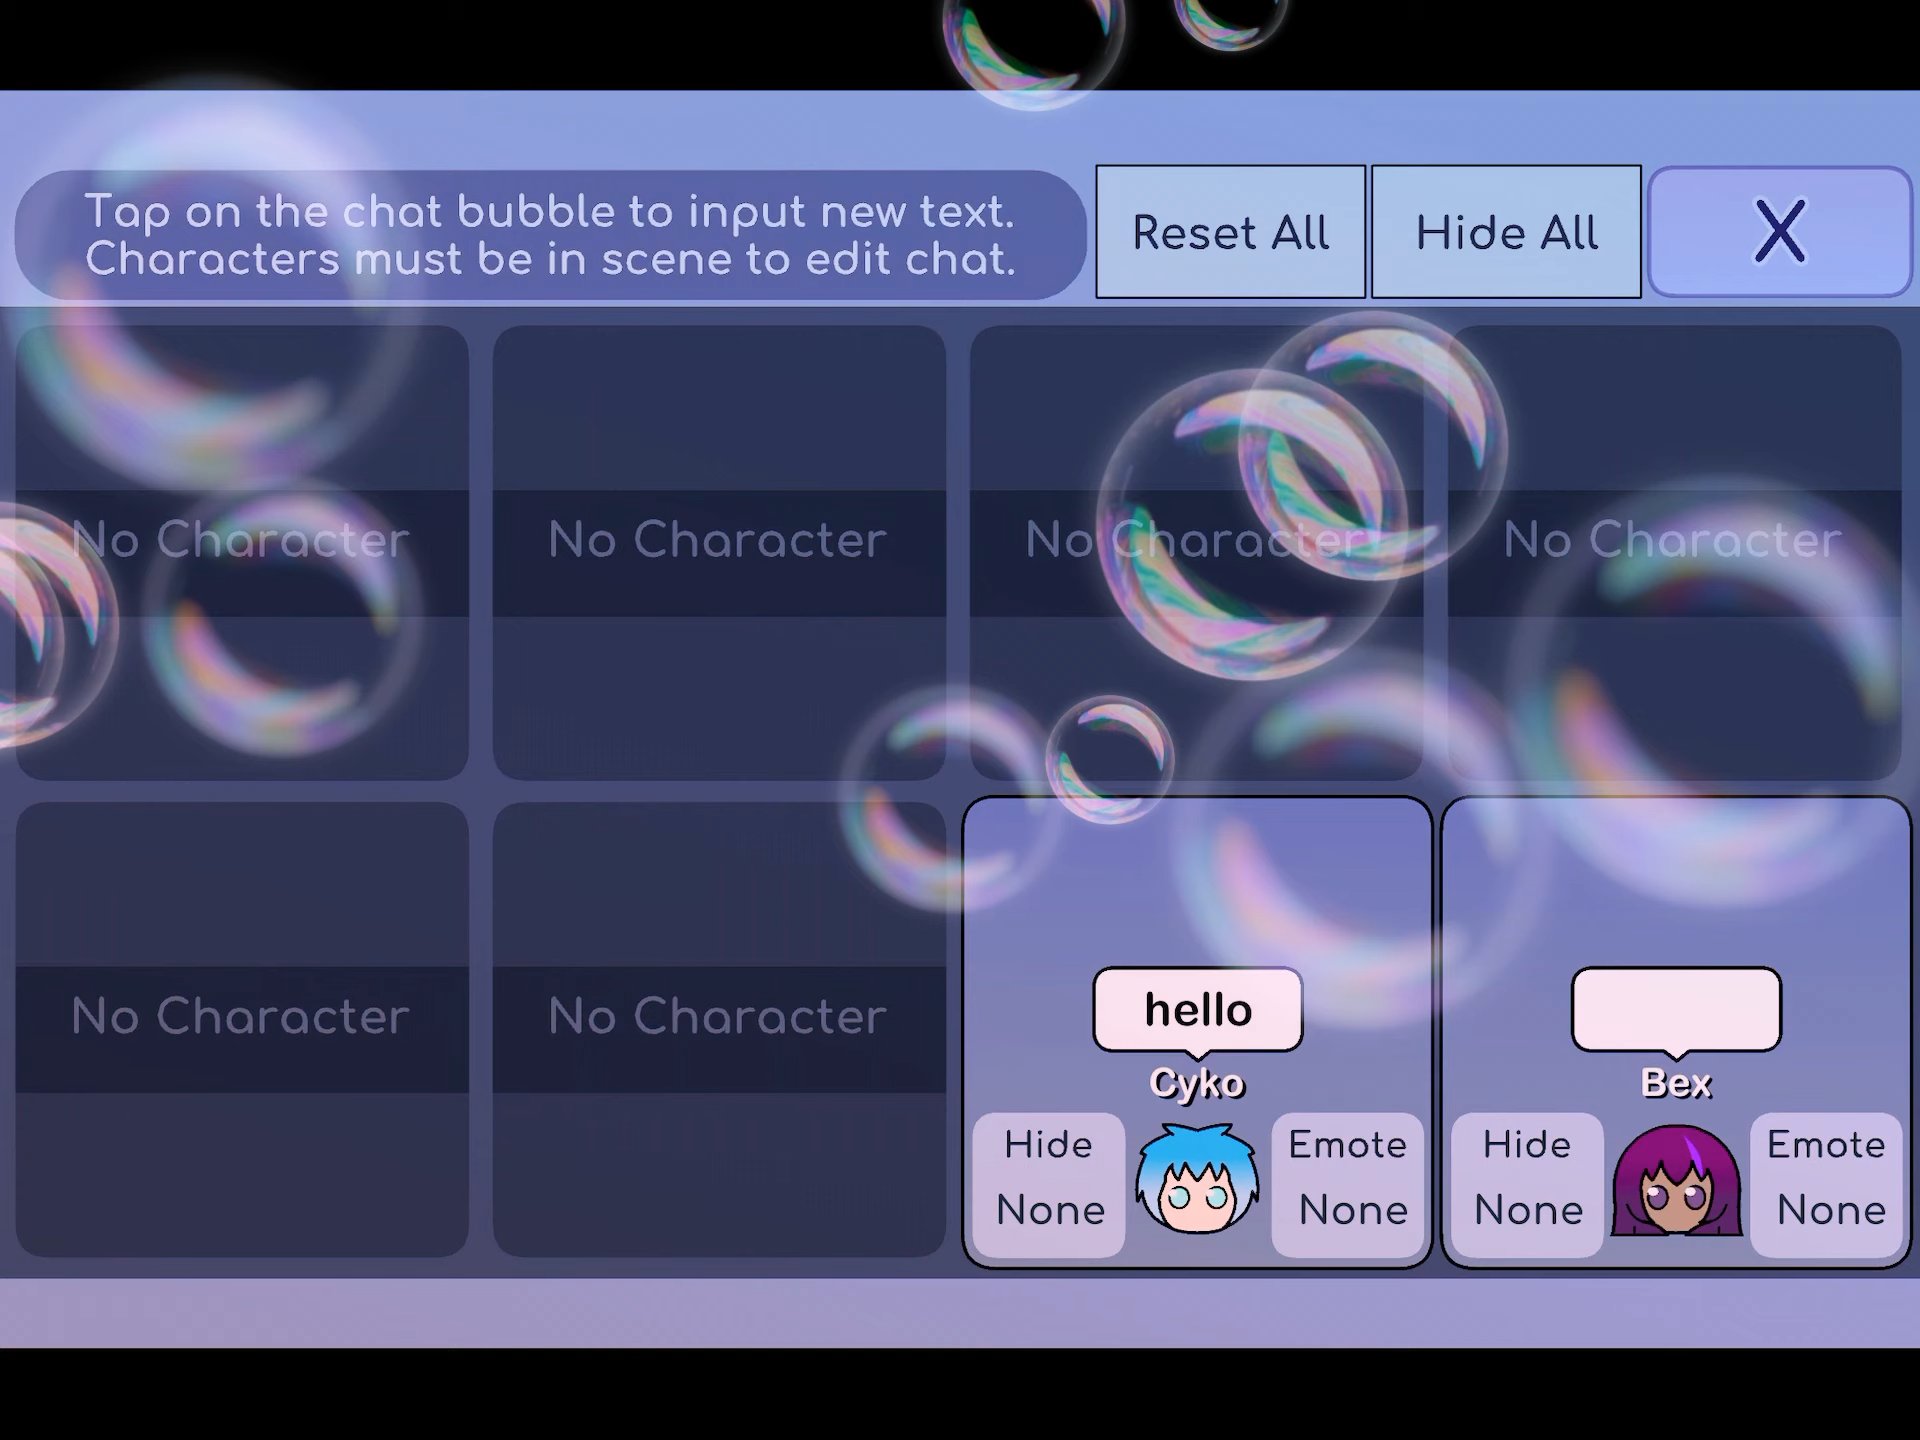 Tap on the chat bubble to input new text.
Characters must be in scene to edit chat.
Reset All
Hide All
X
No Character
No Character
No Character
No Character
No Character
No Character
hello
Cyko
Hide
None
Emote
None
Bex
Hide
None
Emote
None